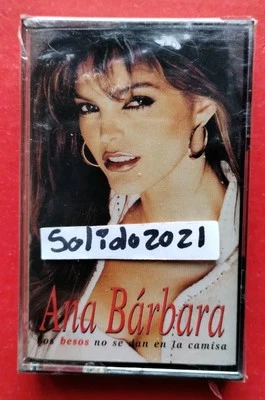 Solido2021
Ana Bárbara
los besos no se dan en la camisa